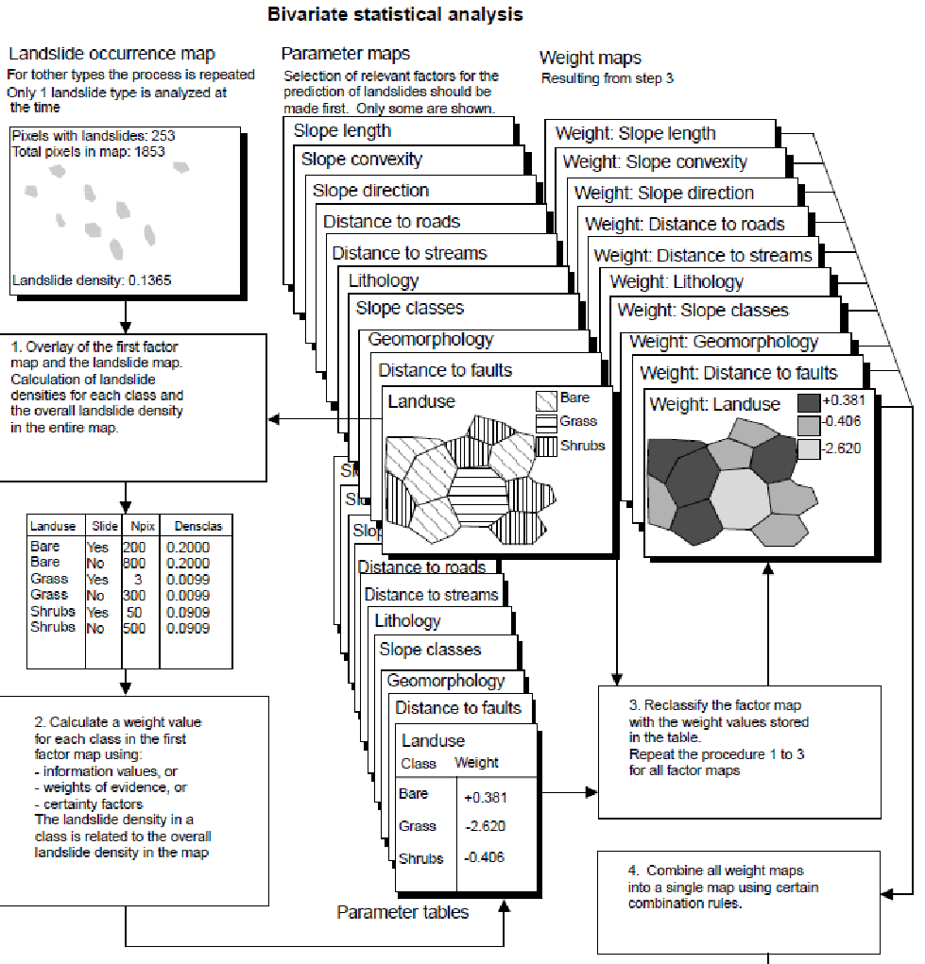 Bivariate statistical analysis
Landslide occurrence map
For tother types the process is repeated
Only 1 landslide type is analyzed at
the time
Pixels with landslides: 253
Total pixels in map: 1853
Landslide density: 0.1365
Parameter maps
Selection of relevant factors for the
prediction of landslides should be
made first. Only some are shown.
Slope length
Slope convexity
Slope direction
Distance to roads
Distance to streams
Lithology
Slope classes
Geomorphology
Distance to faults
Landuse
Bare
Grass
Shrubs
Weight maps
Resulting from step 3
Weight: Slope length
Weight: Slope convexity
Weight: Slope direction
Weight: Distance to roads
Weight: Distance to streams
Weight: Lithology
Weight: Slope classes
Weight: Geomorphology
Weight: Distance to faults
Weight: Landuse
+0.381
-0.406
-2.620
1. Overlay of the first factor
map and the landslide map.
Calculation of landslide
densities for each class and
the overall landslide density
in the entire map.
Landuse Slide Npix Densclas
Bare Yes 200 0.2000
Bare No 800 0.2000
Grass Yes 3 0.0099
Grass No 300 0.0099
Shrubs Yes 50 0.0909
Shrubs No 500 0.0909
2. Calculate a weight value
for each class in the first
factor map using:
- information values, or
- weights of evidence, or
- certainty factors
The landslide density in a
class is related to the overall
landslide density in the map
Distance to roads
Distance to streams
Lithology
Slope classes
Geomorphology
Distance to faults
Landuse
Class Weight
Bare +0.381
Grass -2.620
Shrubs -0.406
Parameter tables
3. Reclassify the factor map
with the weight values stored
in the table.
Repeat the procedure 1 to 3
for all factor maps
4. Combine all weight maps
into a single map using certain
combination rules.